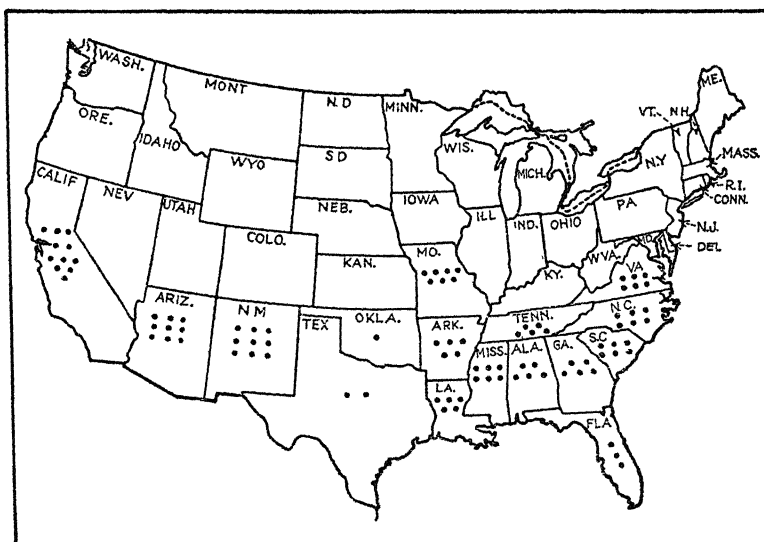 WASH.
MONT
N.D
MINN.
ME.
VT.
N.H.
ORE.
IDAHO
WYO
S D
WIS.
MICH.
N.Y
MASS.
R.I.
CONN.
CALIF
NEV
UTAH
NEB.
IOWA
ILL
IND.
OHIO
PA
N.J.
DEL.
MD.
COLO.
KAN.
MO.
KY.
W.VA.
VA.
ARIZ.
N M
TEX
OKLA.
ARK.
TENN.
N.C.
S.C
MISS.
ALA.
GA.
LA.
FLA